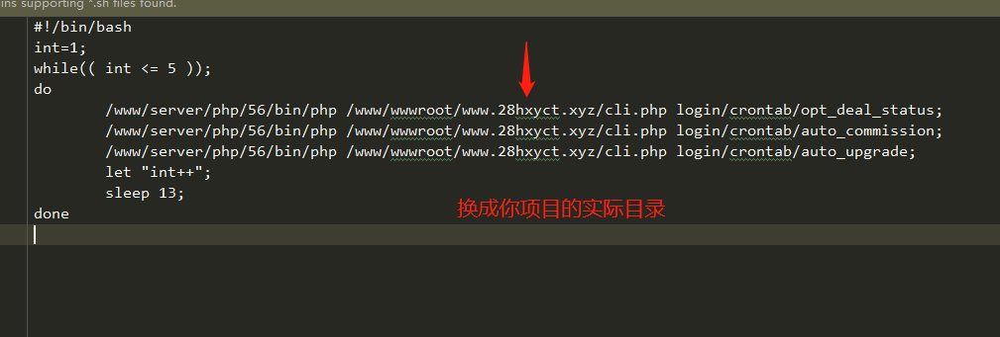 ins supporting *.sh files found.
#!/bin/bash
int=1;
while(( int <= 5 ));
do
/www/server/php/56/bin/php /www/wwwroot/www.28hxyct.xyz/cli.php login/crontab/opt_deal_status;
/www/server/php/56/bin/php /www/wwwroot/www.28hxyct.xyz/cli.php login/crontab/auto_commission;
/www/server/php/56/bin/php /www/wwwroot/www.28hxyct.xyz/cli.php login/crontab/auto_upgrade;
let "int++";
sleep 13;
换成你项目的实际目录
done